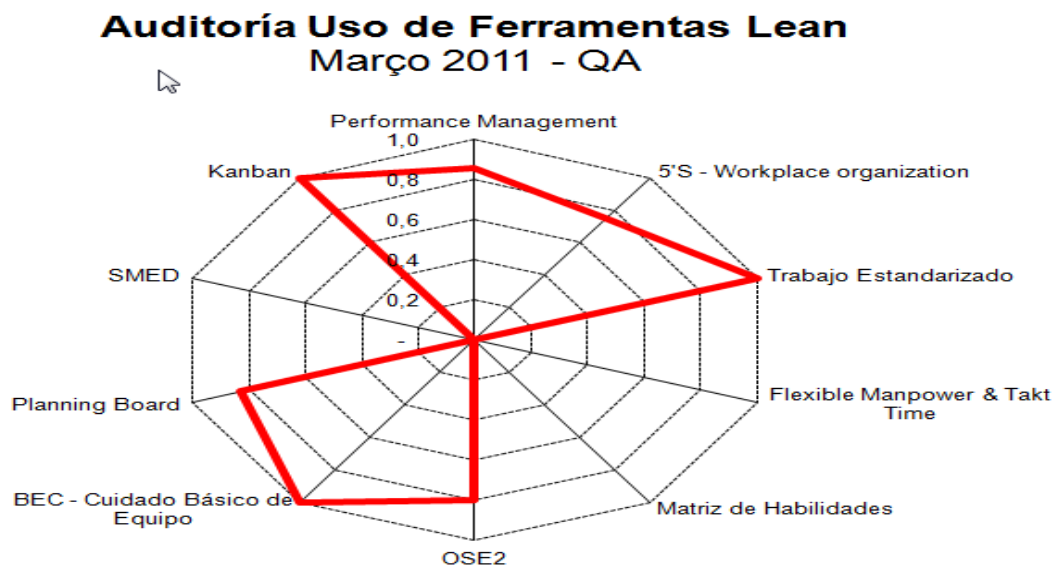 Auditoría Uso de Ferramentas Lean
Março 2011 - QA
Performance Management
1,0
Kanban
0,8
5'S - Workplace organization
0,6
SMED
0,4
Trabajo Estandarizado
0,2
-
Planning Board
Flexible Manpower & Takt
Time
BEC - Cuidado Básico de
Equipo
Matriz de Habilidades
OSE2